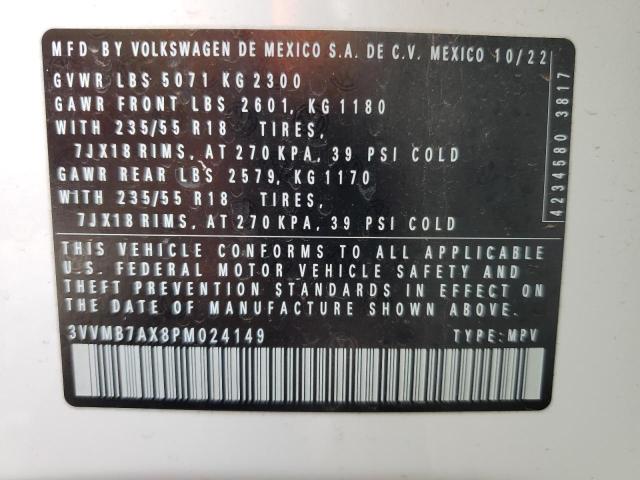 MFD BY VOLKSWAGEN DE MEXICO S.A. DE C.V. MEXICO 10/22
GVWR LBS 5071 KG 2300
GAWR FRONT LBS 2601, KG 1180
WITH 235/55 R18 TIRES,
7JX18 RIMS, AT 270 KPA, 39 PSI COLD
GAWR REAR LBS 2579, KG 1170
WITH 235/55 R18 TIRES,
7JX18 RIMS, AT 270 KPA, 39 PSI COLD
4234580 3817
THIS VEHICLE CONFORMS TO ALL APPLICABLE
U.S. FEDERAL MOTOR VEHICLE SAFETY AND
THEFT PREVENTION STANDARDS IN EFFECT ON
THE DATE OF MANUFACTURE SHOWN ABOVE.
3VVMB7AX8PM024149 TYPE: MPV